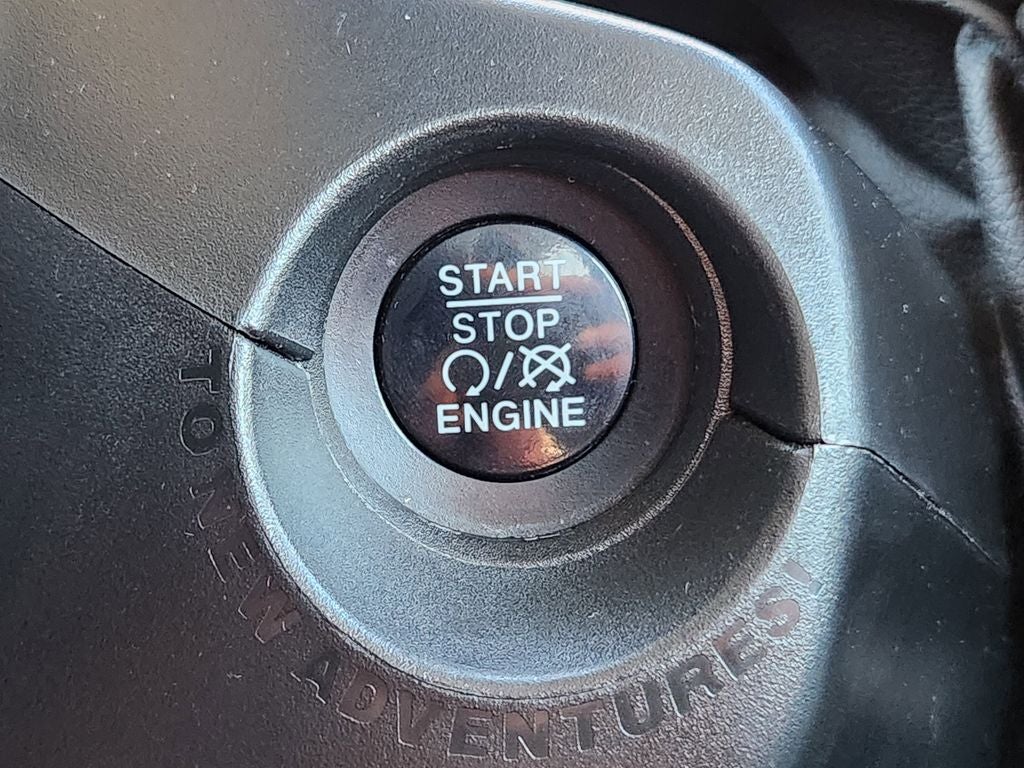 START
STOP
/
ENGINE
TO NEW ADVENTURES!